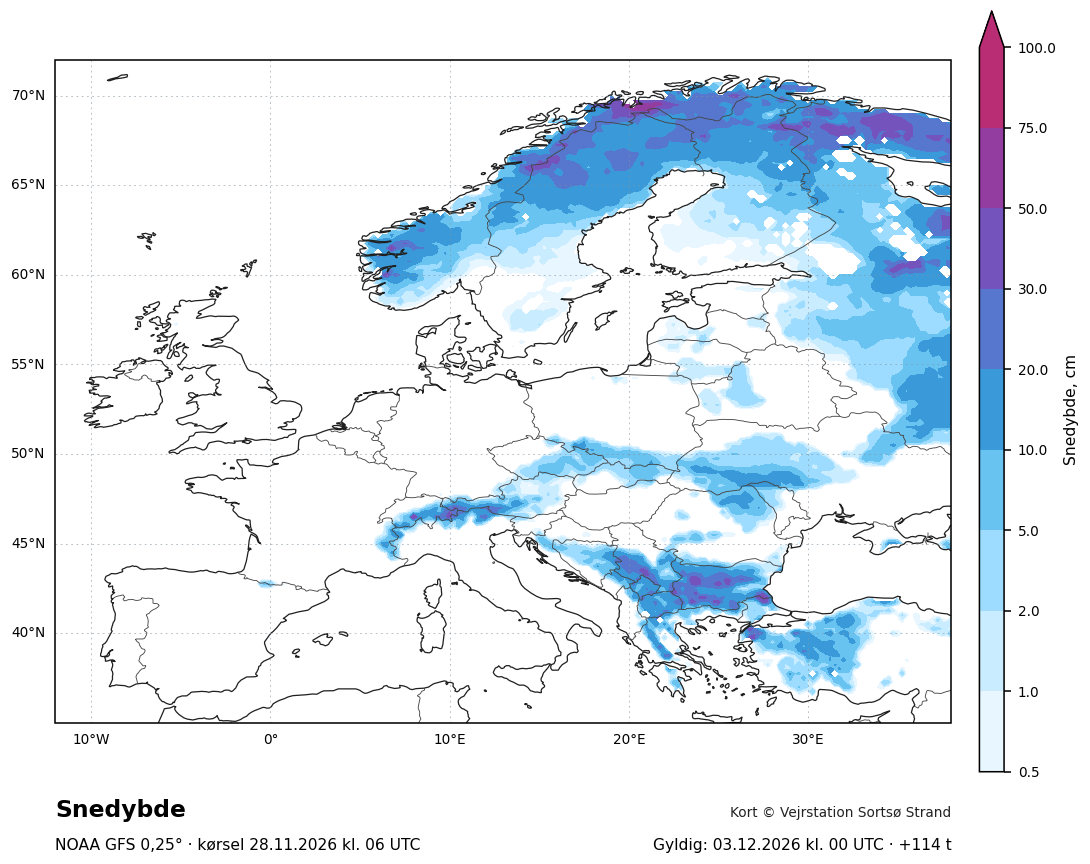 100.0
75.0
50.0
30.0
20.0
10.0
5.0
2.0
1.0
0.5
Snedybde, cm
70°N
65°N
60°N
55°N
50°N
45°N
40°N
10°W 0° 10°E 20°E 30°E
Snedybde
Kort © Vejrstation Sortsø Strand
NOAA GFS 0,25° · kørsel 28.11.2026 kl. 06 UTC
Gyldig: 03.12.2026 kl. 00 UTC · +114 t